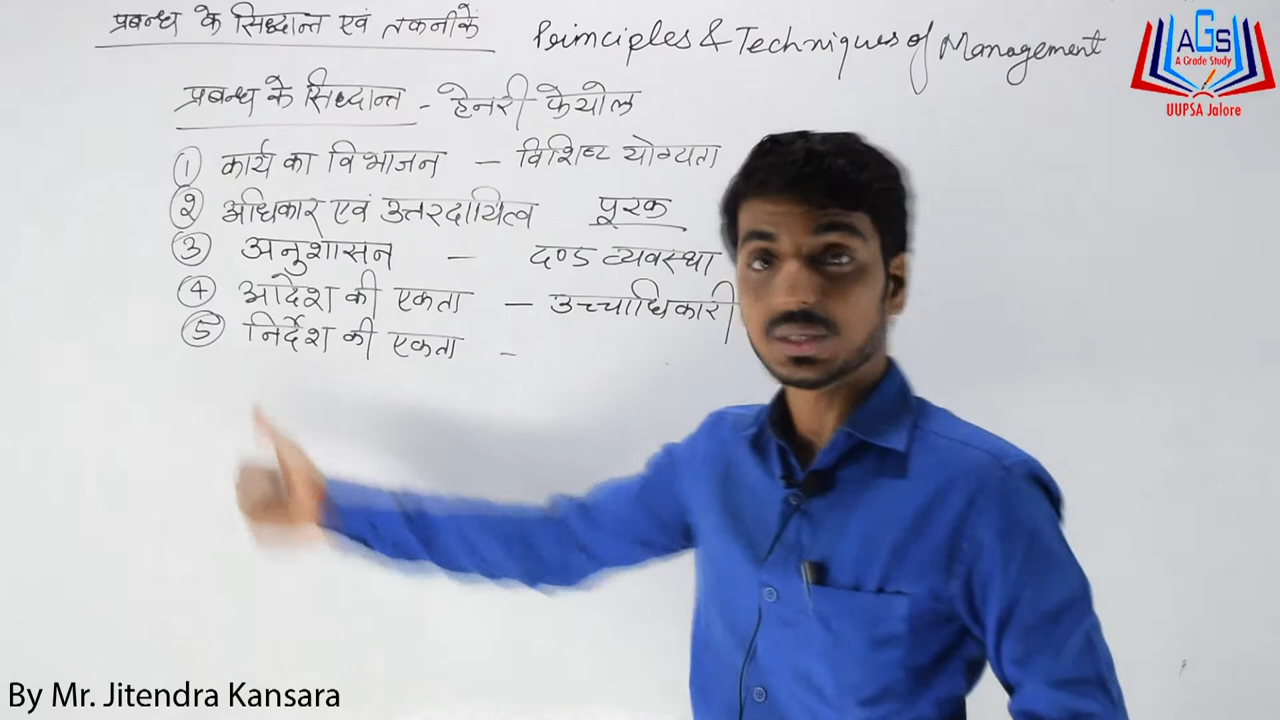 प्रबन्ध के सिद्धान्त एवं तकनीकें Principles & Techniques of Management
प्रबन्ध के सिद्धान्त - हेनरी फेयोल
① कार्य का विभाजन - विशिष्ट योग्यता
② अधिकार एवं उत्तरदायित्व पूरक
③ अनुशासन - दण्ड व्यवस्था
④ आदेश की एकता - उच्चाधिकारी
⑤ निर्देश की एकता -
AGS
A Grade Study
UUPSA Jalore
By Mr. Jitendra Kansara